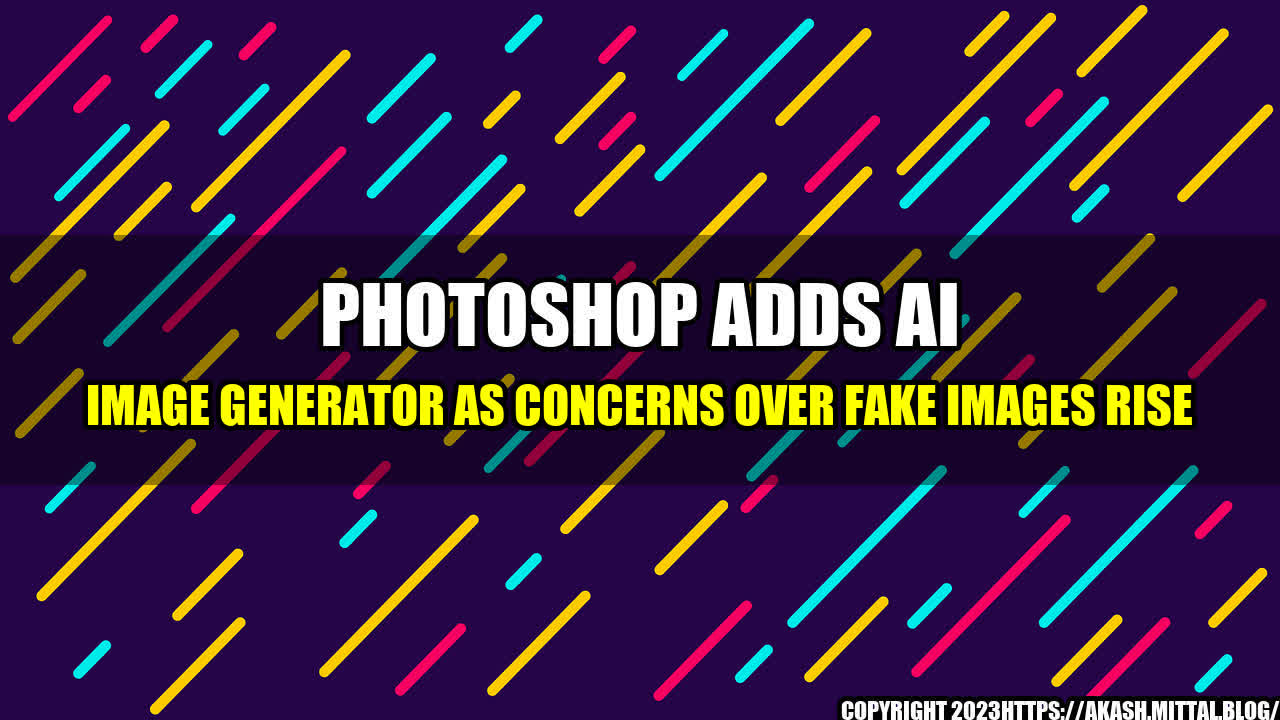 PHOTOSHOP ADDS AI
IMAGE GENERATOR AS CONCERNS OVER FAKE IMAGES RISE
COPYRIGHT 2023HTTPS://AKASH.MITTAL.BLOG/